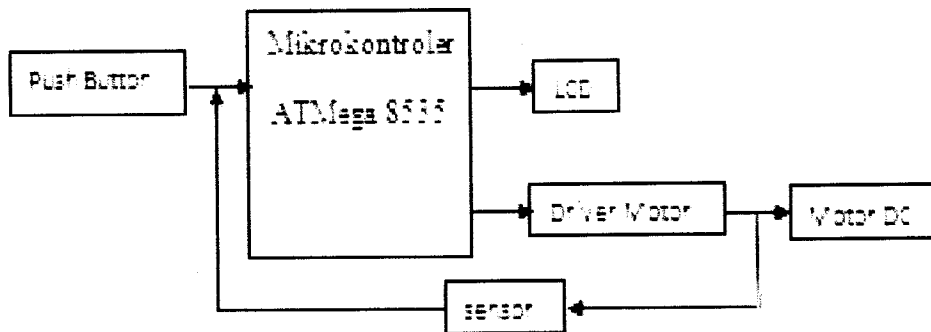 Mikrokontroler
Push Button
LCD
ATMega 8535
Driver Motor
Motor DC
sensor